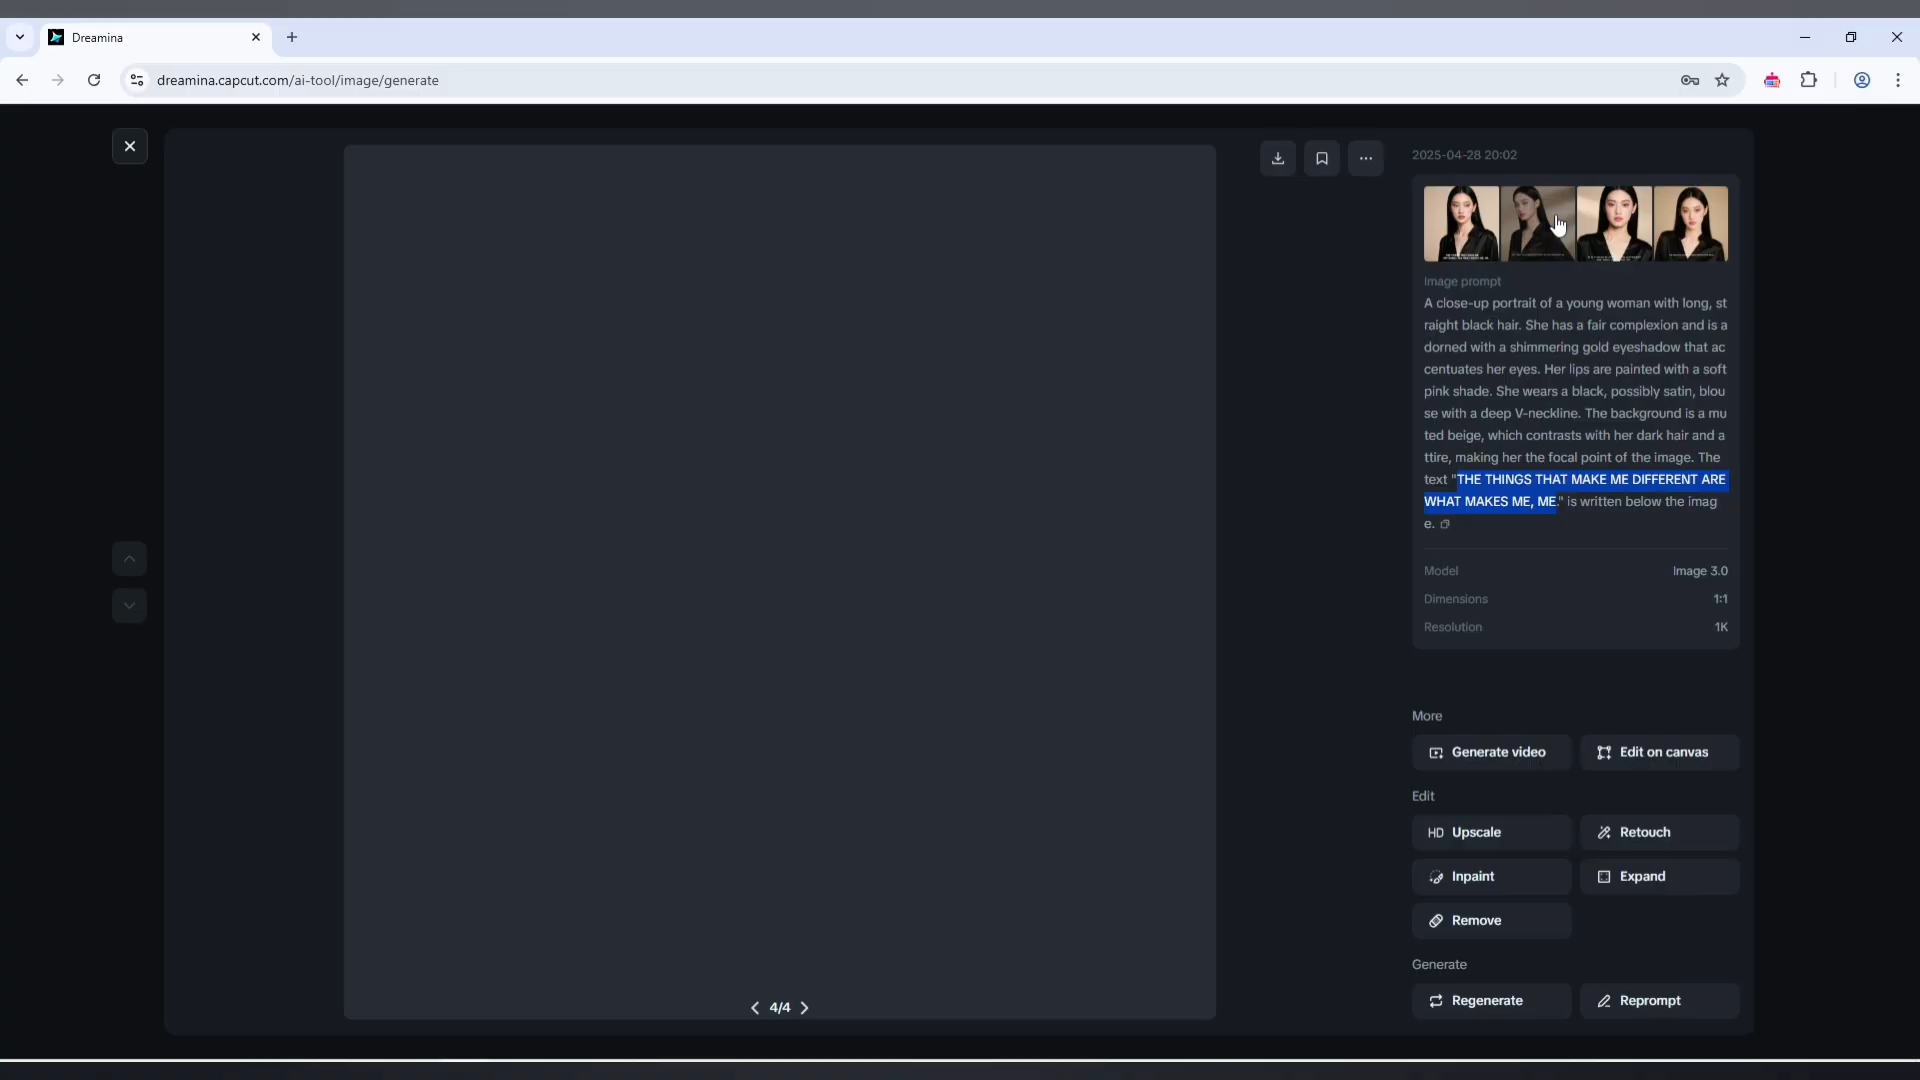 Dreamina
dreamina.capcut.com/ai-tool/image/generate
2025-04-28 20:02
Image prompt
A close-up portrait of a young woman with long, st
raight black hair. She has a fair complexion and is a
dorned with a shimmering gold eyeshadow that ac
centuates her eyes. Her lips are painted with a soft
pink shade. She wears a black, possibly satin, blou
se with a deep V-neckline. The background is a mu
ted beige, which contrasts with her dark hair and a
ttire, making her the focal point of the image. The
text "THE THINGS THAT MAKE ME DIFFERENT ARE
WHAT MAKES ME, ME." is written below the imag
e.
Model Image 3.0
Dimensions 1:1
Resolution 1K
More
Generate video Edit on canvas
Edit
HD Upscale Retouch
Inpaint Expand
Remove
Generate
Regenerate Reprompt
4/4